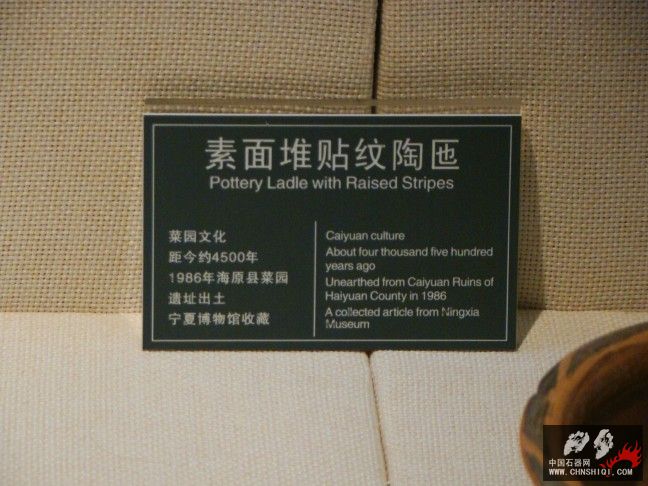 素面堆贴纹陶匜
Pottery Ladle with Raised Stripes
菜园文化
距今约4500年
1986年海原县菜园
遗址出土
宁夏博物馆收藏
Caiyuan culture
About four thousand five hundred
years ago
Unearthed from Caiyuan Ruins of
Haiyuan County in 1986
A collected article from Ningxia
Museum
中国石器网
WWW.CHNSHIQI.COM